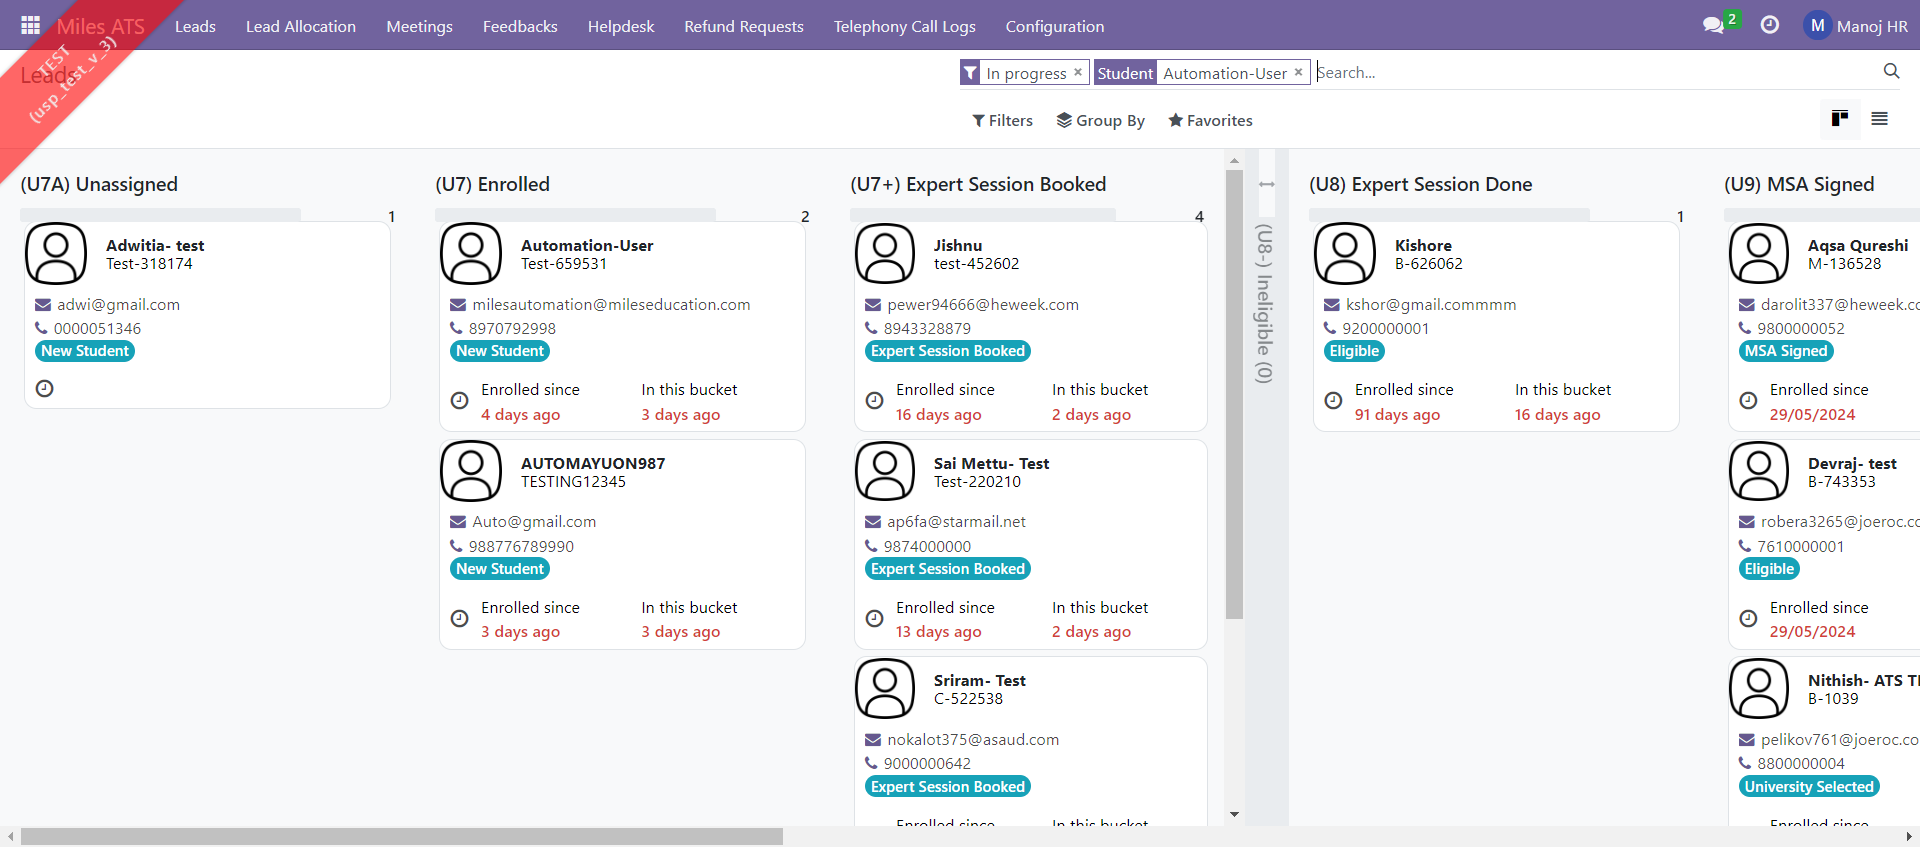 Miles ATS Leads Lead Allocation Meetings Feedbacks Helpdesk Refund Requests Telephony Call Logs Configuration 2 M Manoj HR
TEST
(usp_test_v_3)
Leads
In progress × Student Automation-User × Search...
Filters Group By Favorites
(U7A) Unassigned
1
Adwitia- test
Test-318174
adwi@gmail.com
0000051346
New Student
(U7) Enrolled
2
Automation-User
Test-659531
milesautomation@mileseducation.com
8970792998
New Student
Enrolled since In this bucket
4 days ago 3 days ago
AUTOMAYUON987
TESTING12345
Auto@gmail.com
988776789990
New Student
Enrolled since In this bucket
3 days ago 3 days ago
(U7+) Expert Session Booked
4
Jishnu
test-452602
pewer94666@heweek.com
8943328879
Expert Session Booked
Enrolled since In this bucket
16 days ago 2 days ago
Sai Mettu- Test
Test-220210
ap6fa@starmail.net
9874000000
Expert Session Booked
Enrolled since In this bucket
13 days ago 2 days ago
Sriram- Test
C-522538
nokalot375@asaud.com
9000000642
Expert Session Booked
Enrolled since In this bucket
(U8-) Ineligible (0)
(U8) Expert Session Done
1
Kishore
B-626062
kshor@gmail.commmm
9200000001
Eligible
Enrolled since In this bucket
91 days ago 16 days ago
(U9) MSA Signed
Aqsa Qureshi
M-136528
darolit337@heweek.co
9800000052
MSA Signed
Enrolled since
29/05/2024
Devraj- test
B-743353
robera3265@joeroc.co
7610000001
Eligible
Enrolled since
29/05/2024
Nithish- ATS T
B-1039
pelikov761@joeroc.co
8800000004
University Selected
Enrolled since